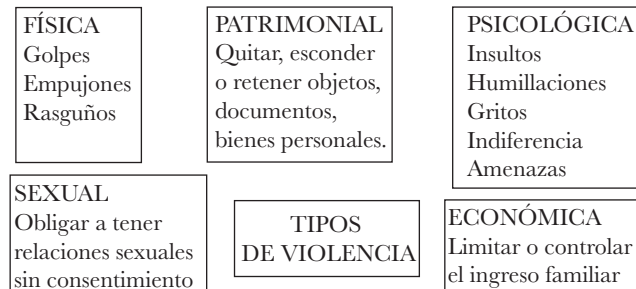 FÍSICA
Golpes
Empujones
Rasguños
PATRIMONIAL
Quitar, esconder
o retener objetos,
documentos,
bienes personales.
PSICOLÓGICA
Insultos
Humillaciones
Gritos
Indiferencia
Amenazas
SEXUAL
Obligar a tener
relaciones sexuales
sin consentimiento
TIPOS
DE VIOLENCIA
ECONÓMICA
Limitar o controlar
el ingreso familiar